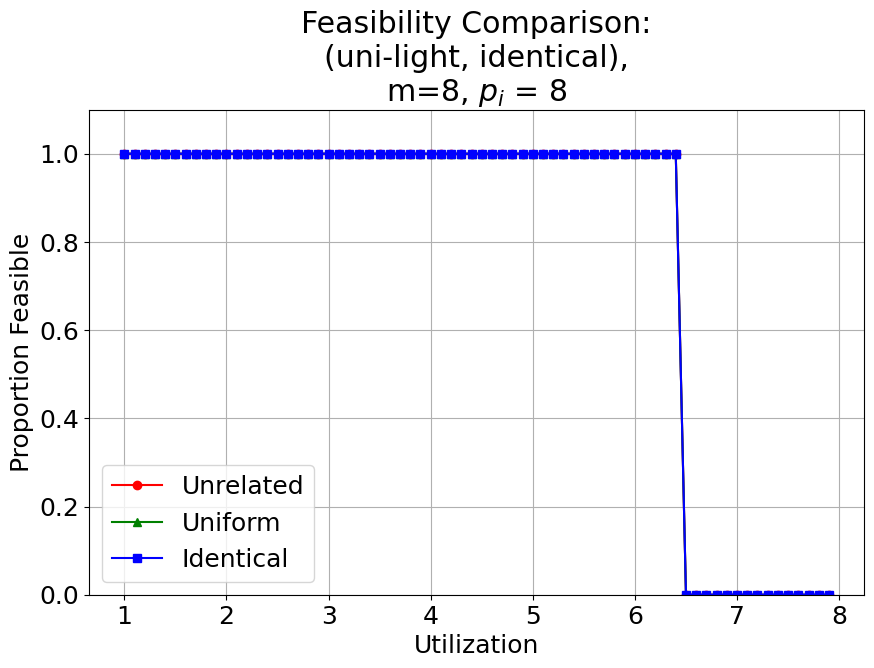 Feasibility Comparison:
(uni-light, identical),
m=8, $p_i$ = 8
Proportion Feasible
1.0
0.8
0.6
0.4
0.2
0.0
Unrelated
Uniform
Identical
1 2 3 4 5 6 7 8
Utilization